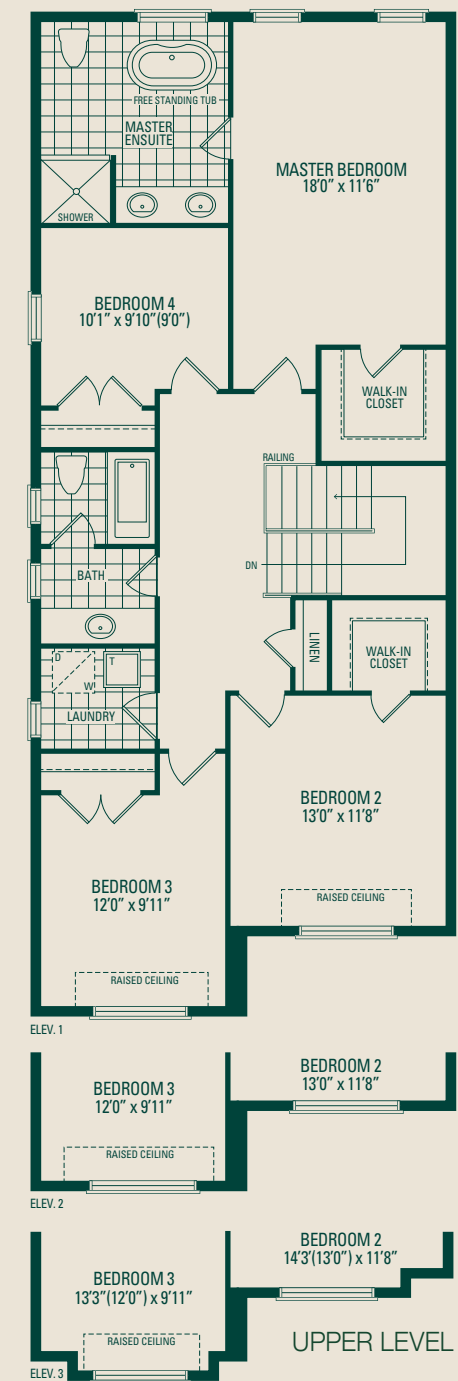 FREE STANDING TUB
MASTER
ENSUITE
SHOWER
MASTER BEDROOM
18'0" x 11'6"
BEDROOM 4
10'1" x 9'10"(9'0")
WALK-IN
CLOSET
RAILING
DN
BATH
LINEN
WALK-IN
CLOSET
D
T
W
LAUNDRY
BEDROOM 2
13'0" x 11'8"
RAISED CEILING
BEDROOM 3
12'0" x 9'11"
RAISED CEILING
ELEV. 1
BEDROOM 2
13'0" x 11'8"
BEDROOM 3
12'0" x 9'11"
RAISED CEILING
ELEV. 2
BEDROOM 2
14'3'(13'0") x 11'8"
BEDROOM 3
13'3"(12'0") x 9'11"
RAISED CEILING
UPPER LEVEL
ELEV. 3